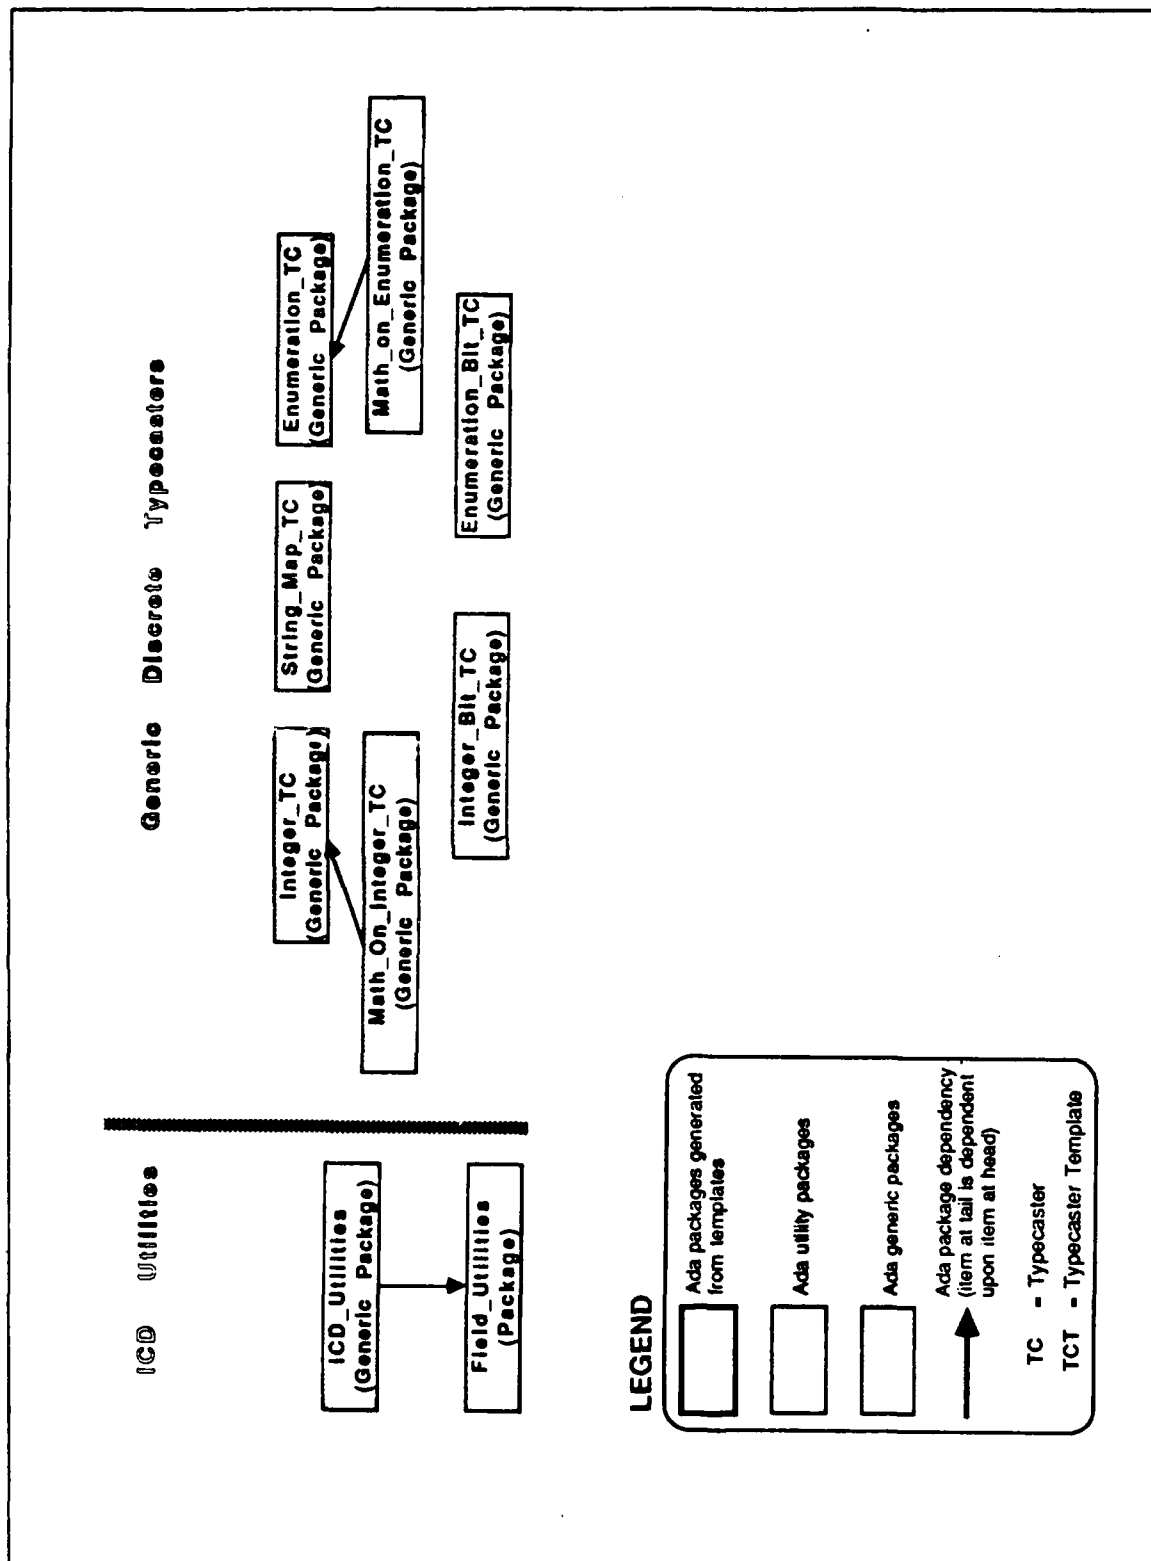 ICD Utilities
ICD_Utilities
(Generic Package)
Field_Utilities
(Package)
Generic Discrete Typecasters
Integer_TC
(Generic Package)
String_Map_TC
(Generic Package)
Enumeration_TC
(Generic Package)
Math_On_Integer_TC
(Generic Package)
Math_on_Enumeration_TC
(Generic Package)
Integer_Bit_TC
(Generic Package)
Enumeration_Bit_TC
(Generic Package)
LEGEND
Ada packages generated
from templates
Ada utility packages
Ada generic packages
Ada package dependency
(item at tail is dependent
upon item at head)
TC = Typecaster
TCT = Typecaster Template